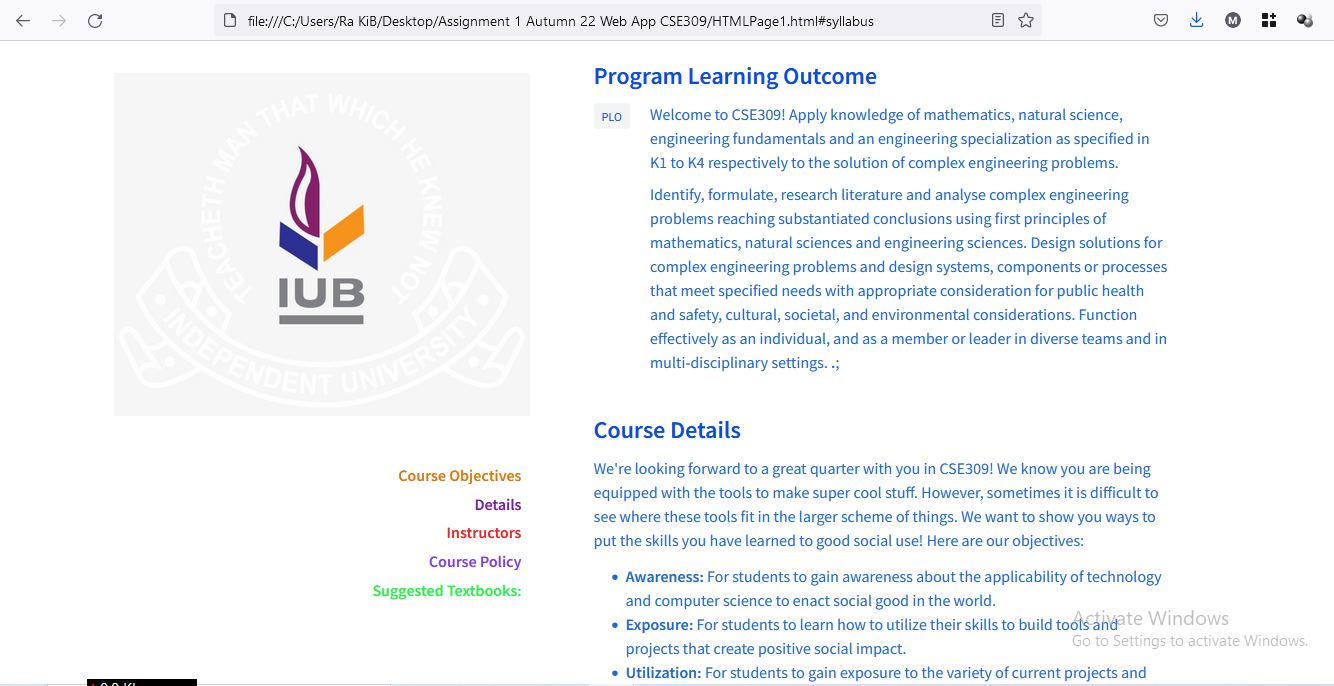 file:///C:/Users/Ra KiB/Desktop/Assignment 1 Autumn 22 Web App CSE309/HTMLPage1.html#syllabus
M
TEACHETH MAN THAT WHICH HE KNEW NOT
IUB
INDEPENDENT UNIVERSITY
Course Objectives
Details
Instructors
Course Policy
Suggested Textbooks:
Program Learning Outcome
PLO
Welcome to CSE309! Apply knowledge of mathematics, natural science,
engineering fundamentals and an engineering specialization as specified in
K1 to K4 respectively to the solution of complex engineering problems.
Identify, formulate, research literature and analyse complex engineering
problems reaching substantiated conclusions using first principles of
mathematics, natural sciences and engineering sciences. Design solutions for
complex engineering problems and design systems, components or processes
that meet specified needs with appropriate consideration for public health
and safety, cultural, societal, and environmental considerations. Function
effectively as an individual, and as a member or leader in diverse teams and in
multi-disciplinary settings. .;
Course Details
We're looking forward to a great quarter with you in CSE309! We know you are being
equipped with the tools to make super cool stuff. However, sometimes it is difficult to
see where these tools fit in the larger scheme of things. We want to show you ways to
put the skills you have learned to good social use! Here are our objectives:
• Awareness: For students to gain awareness about the applicability of technology
and computer science to enact social good in the world.
• Exposure: For students to learn how to utilize their skills to build tools and
projects that create positive social impact.
• Utilization: For students to gain exposure to the variety of current projects and
Activate Windows
Go to Settings to activate Windows.